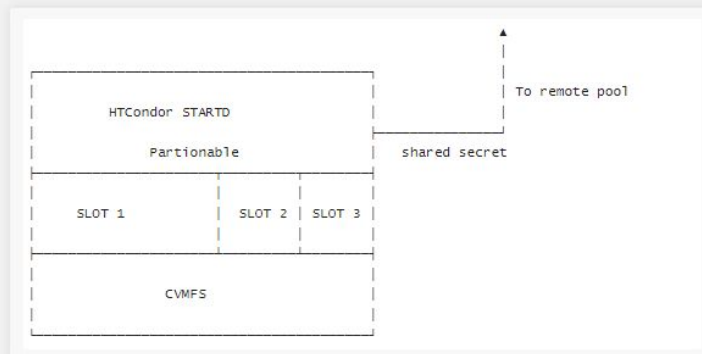 To remote pool
HTCondor STARTD
Partionable
shared secret
SLOT 1 SLOT 2 SLOT 3
CVMFS